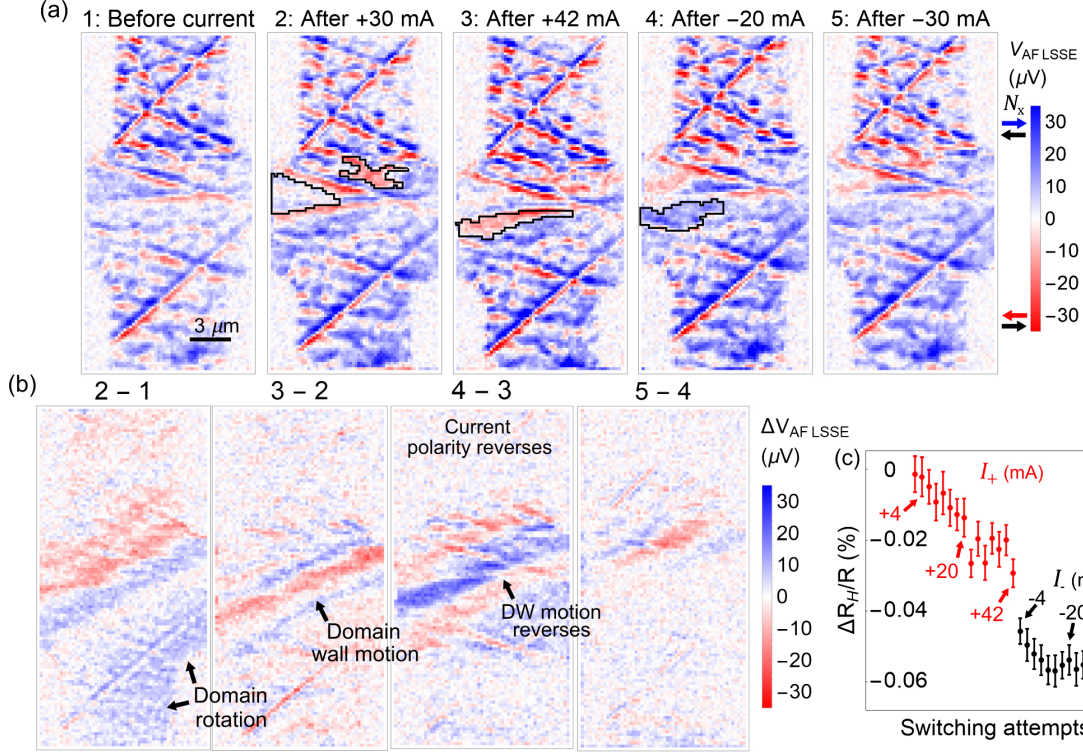 (a)
1: Before current
2: After +30 mA
3: After +42 mA
4: After −20 mA
5: After −30 mA
V_AF LSSE
(μV)
N_x
30
20
10
0
−10
−20
−30
3 μm
(b)
2 − 1
3 − 2
4 − 3
5 − 4
Current
polarity reverses
Domain
rotation
Domain
wall motion
DW motion
reverses
ΔV_AF LSSE
(μV)
30
20
10
0
−10
−20
−30
(c)
ΔR_H/R (%)
0
−0.02
−0.04
−0.06
I_+ (mA)
+4
+20
+42
I_- (
-4
-20
Switching attempts